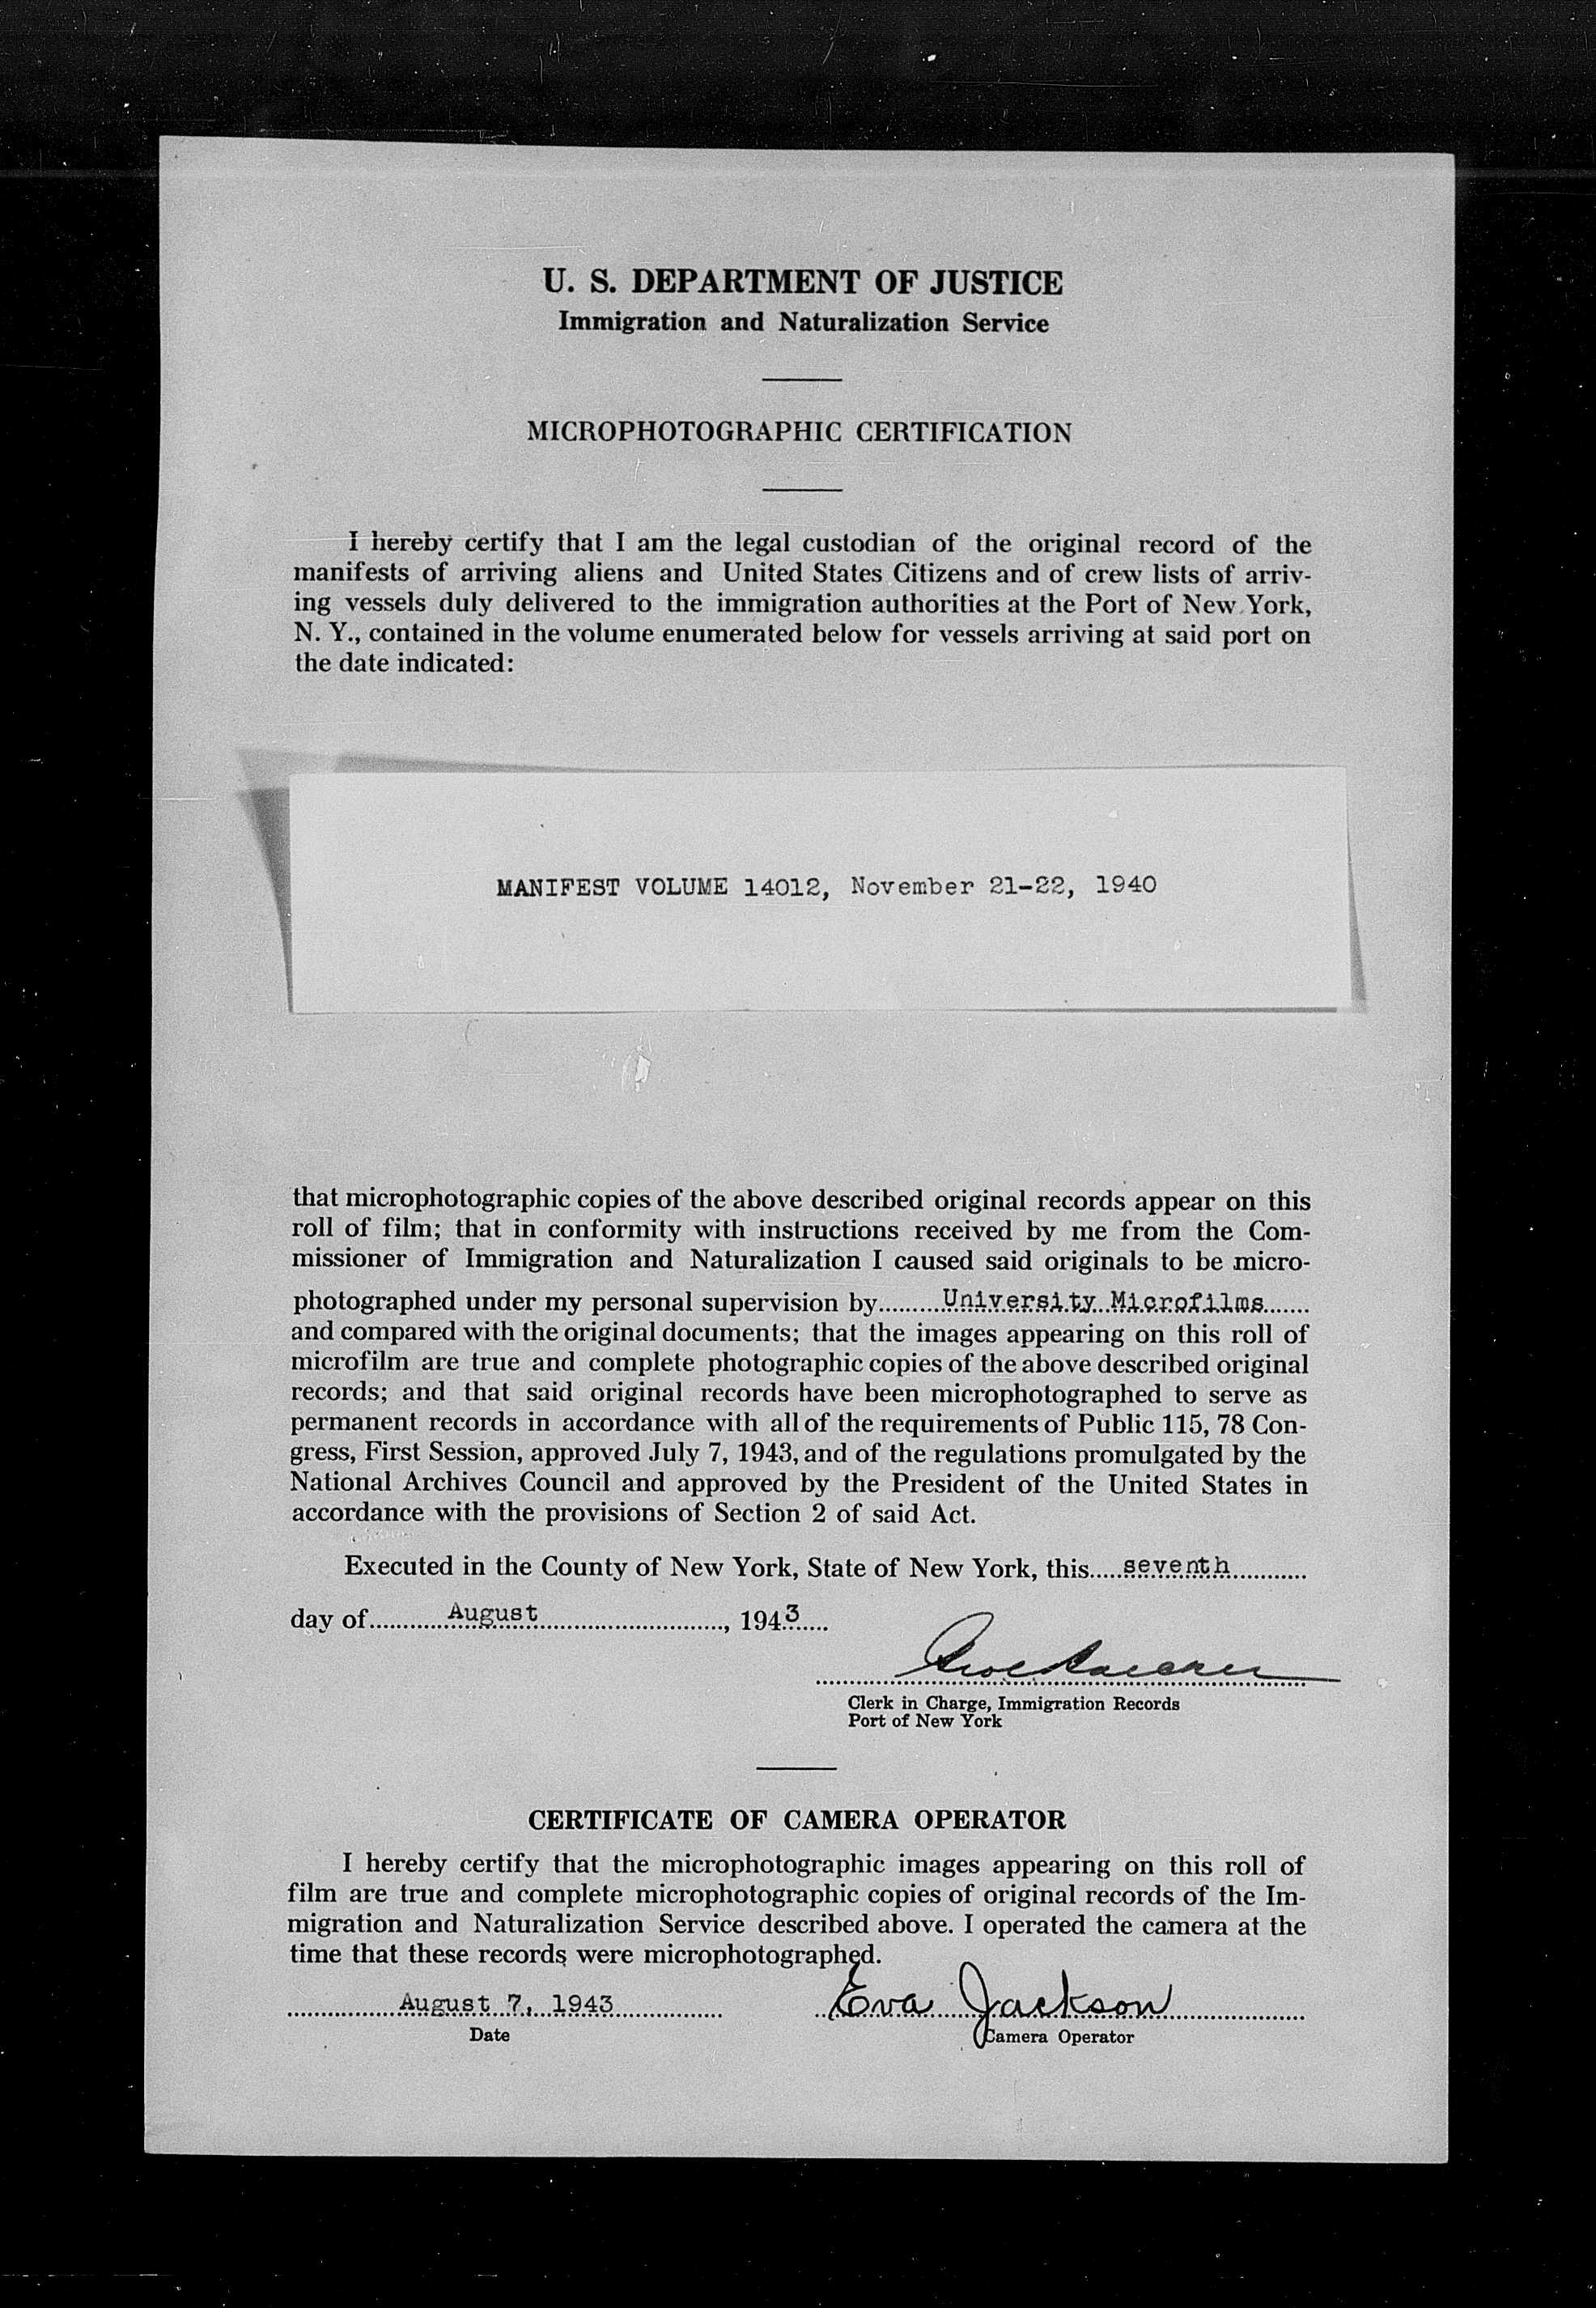 U. S. DEPARTMENT OF JUSTICE
Immigration and Naturalization Service
MICROPHOTOGRAPHIC CERTIFICATION
I hereby certify that I am the legal custodian of the original record of the
manifests of arriving aliens and United States Citizens and of crew lists of arriv-
ing vessels duly delivered to the immigration authorities at the Port of New York,
N. Y., contained in the volume enumerated below for vessels arriving at said port on
the date indicated:
MANIFEST VOLUME 14012, November 21-22, 1940
that microphotographic copies of the above described original records appear on this
roll of film; that in conformity with instructions received by me from the Com-
missioner of Immigration and Naturalization I caused said originals to be micro-
photographed under my personal supervision by University Microfilms
and compared with the original documents; that the images appearing on this roll of
microfilm are true and complete photographic copies of the above described original
records; and that said original records have been microphotographed to serve as
permanent records in accordance with all of the requirements of Public 115, 78 Con-
gress, First Session, approved July 7, 1943, and of the regulations promulgated by the
National Archives Council and approved by the President of the United States in
accordance with the provisions of Section 2 of said Act.
Executed in the County of New York, State of New York, this seventh
day of August, 1943
Clerk in Charge, Immigration Records
Port of New York
CERTIFICATE OF CAMERA OPERATOR
I hereby certify that the microphotographic images appearing on this roll of
film are true and complete microphotographic copies of original records of the Im-
migration and Naturalization Service described above. I operated the camera at the
time that these records were microphotographed.
August 7, 1943 Eva Jackson
Date Camera Operator